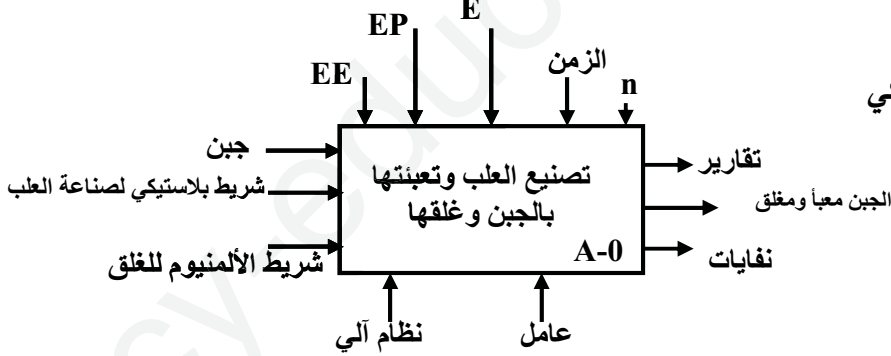 E
EP
الزمن
EE
n
ي
جبن
شريط بلاستيكي لصناعة العلب
شريط الألمنيوم للغلق
تصنيع العلب وتعبئتها
بالجبن وغلقها
A-0
تقارير
الجبن معبأ ومغلق
نفايات
نظام آلي
عامل